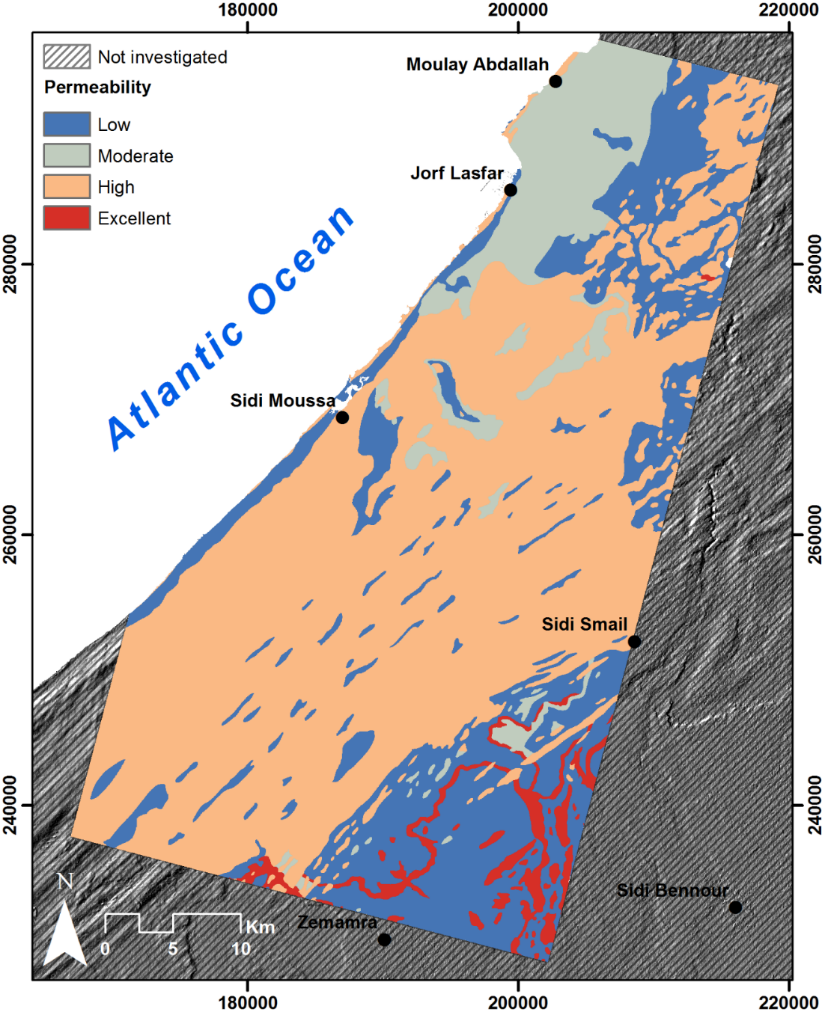 180000 200000 220000
Not investigated
Permeability
Low
Moderate
High
Excellent
Moulay Abdallah
Jorf Lasfar
280000 280000
Atlantic Ocean
Sidi Moussa
260000 260000
Sidi Smail
240000 240000
N
Km
0 5 10
Sidi Bennour
Zemamra
180000 200000 220000